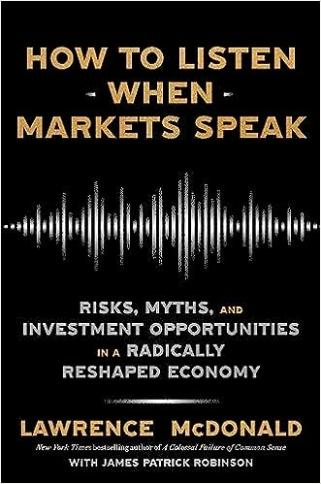 HOW TO LISTEN
- WHEN -
MARKETS SPEAK
RISKS, MYTHS, AND
INVESTMENT OPPORTUNITIES
IN A RADICALLY
RESHAPED ECONOMY
LAWRENCE McDONALD
New York Times bestselling author of A Colossal Failure of Common Sense
WITH JAMES PATRICK ROBINSON